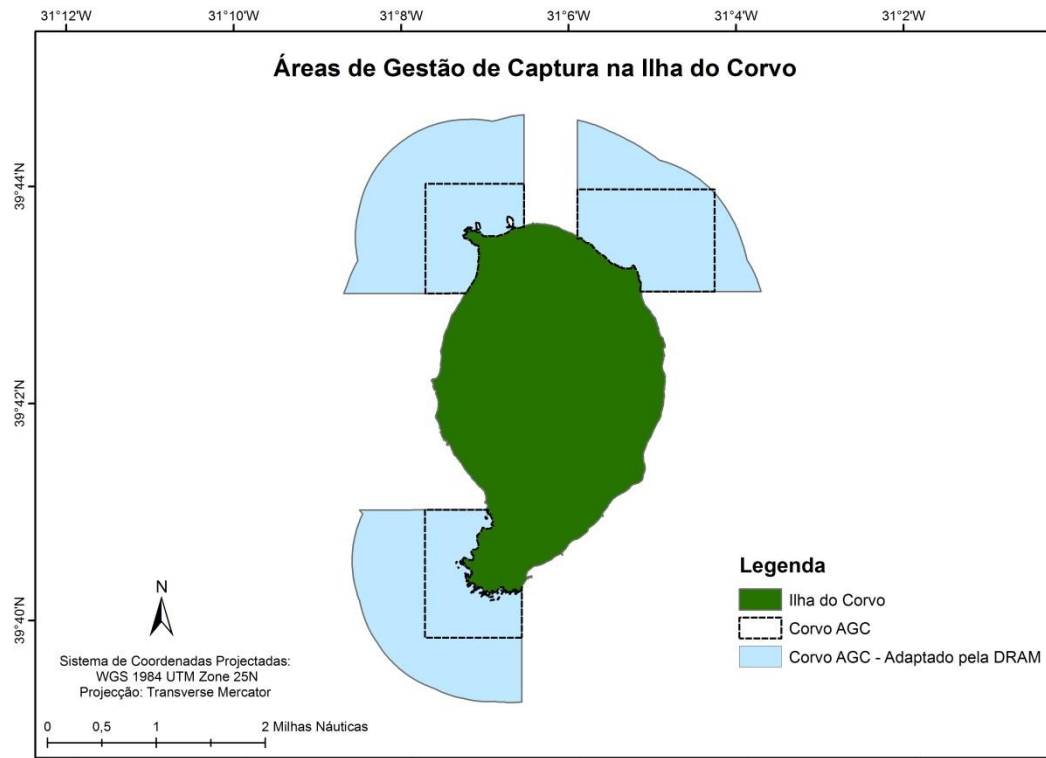 31°12'W 31°10'W 31°8'W 31°6'W 31°4'W 31°2'W
Áreas de Gestão de Captura na Ilha do Corvo
39°44'N
39°42'N
39°40'N
N
Sistema de Coordenadas Projectadas:
WGS 1984 UTM Zone 25N
Projecção: Transverse Mercator
0 0,5 1 2 Milhas Náuticas
Legenda
Ilha do Corvo
Corvo AGC
Corvo AGC - Adaptado pela DRAM